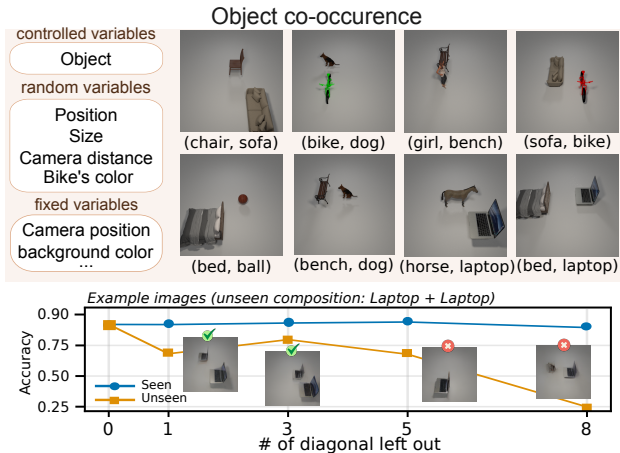 Object co-occurence
controlled variables
Object
random variables
Position
Size
Camera distance
Bike's color
fixed variables
Camera position
background color
...
(chair, sofa) (bike, dog) (girl, bench) (sofa, bike)
(bed, ball) (bench, dog) (horse, laptop) (bed, laptop)
Example images (unseen composition: Laptop + Laptop)
Accuracy
0.90
0.75
0.50
0.25
Seen
Unseen
0 1 3 5 8
# of diagonal left out